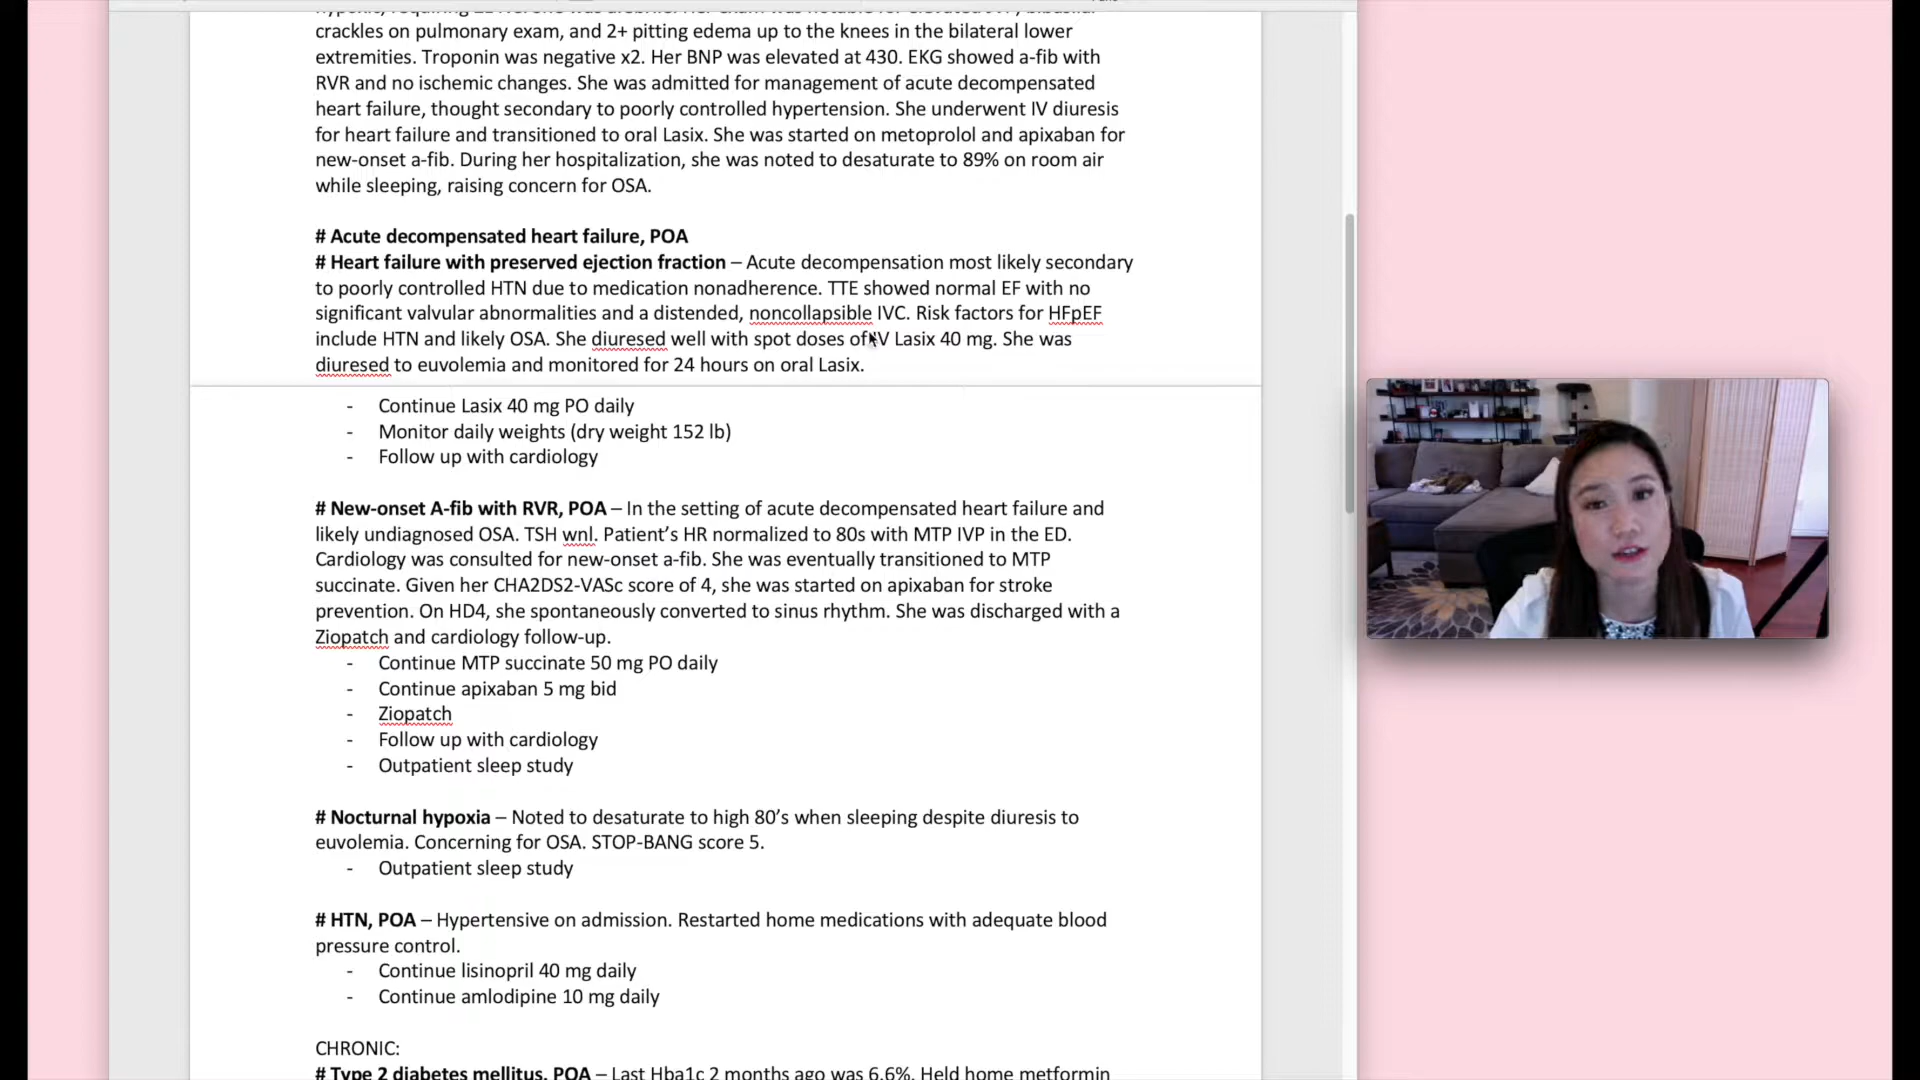 crackles on pulmonary exam, and 2+ pitting edema up to the knees in the bilateral lower
extremities. Troponin was negative x2. Her BNP was elevated at 430. EKG showed a-fib with
RVR and no ischemic changes. She was admitted for management of acute decompensated
heart failure, thought secondary to poorly controlled hypertension. She underwent IV diuresis
for heart failure and transitioned to oral Lasix. She was started on metoprolol and apixaban for
new-onset a-fib. During her hospitalization, she was noted to desaturate to 89% on room air
while sleeping, raising concern for OSA.
# Acute decompensated heart failure, POA
# Heart failure with preserved ejection fraction – Acute decompensation most likely secondary
to poorly controlled HTN due to medication nonadherence. TTE showed normal EF with no
significant valvular abnormalities and a distended, noncollapsible IVC. Risk factors for HFpEF
include HTN and likely OSA. She diuresed well with spot doses of IV Lasix 40 mg. She was
diuresed to euvolemia and monitored for 24 hours on oral Lasix.
- Continue Lasix 40 mg PO daily
- Monitor daily weights (dry weight 152 lb)
- Follow up with cardiology
# New-onset A-fib with RVR, POA – In the setting of acute decompensated heart failure and
likely undiagnosed OSA. TSH wnl. Patient’s HR normalized to 80s with MTP IVP in the ED.
Cardiology was consulted for new-onset a-fib. She was eventually transitioned to MTP
succinate. Given her CHA2DS2-VASc score of 4, she was started on apixaban for stroke
prevention. On HD4, she spontaneously converted to sinus rhythm. She was discharged with a
Ziopatch and cardiology follow-up.
- Continue MTP succinate 50 mg PO daily
- Continue apixaban 5 mg bid
- Ziopatch
- Follow up with cardiology
- Outpatient sleep study
# Nocturnal hypoxia – Noted to desaturate to high 80’s when sleeping despite diuresis to
euvolemia. Concerning for OSA. STOP-BANG score 5.
- Outpatient sleep study
# HTN, POA – Hypertensive on admission. Restarted home medications with adequate blood
pressure control.
- Continue lisinopril 40 mg daily
- Continue amlodipine 10 mg daily
CHRONIC:
# Type 2 diabetes mellitus, POA – Last Hba1c 2 months ago was 6.6%. Held home metformin